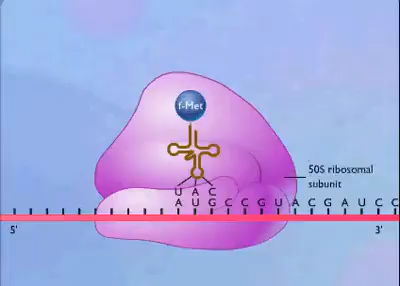 f-Met
50S ribosomal
subunit
U A C
A U G C C G U A C G A U C C
5' 3'